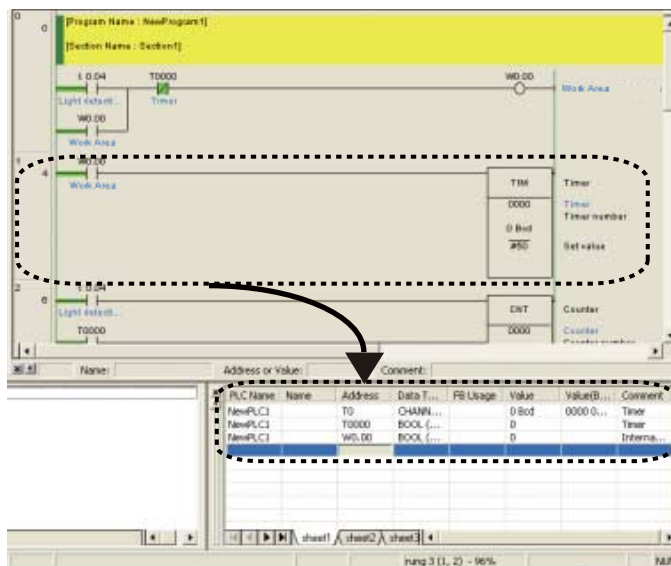 0
0
[Program Name : NewProgram1]
[Section Name : Section1]
I: 0.04
T0000
W0.00
Timer
Work Area
W0.00
Work Area
1
4
W0.00
Work Area
TIM
Timer
0000
Timer
Timer number
0 Bcd
#50
Set value
2
6
I: 0.04
CNT
Counter
T0000
0000
Counter
Counter number
Name:
Address or Value:
Comment:
PLC Name Name Address Data T... FB Usage Value Value(B... Comment
NewPLC1 T0 CHANN... 0 Bcd 0000 0... Timer
NewPLC1 T0000 BOOL (... 0 Timer
NewPLC1 W0.00 BOOL (... 0 Interna...
sheet1 sheet2 sheet3
rung 3 (1, 2) - 96%